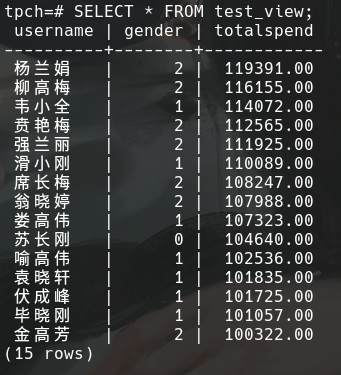 tpch=# SELECT * FROM test_view;
 username | gender | totalspend
----------+--------+------------
 杨兰娟   |      2 |  119391.00
 柳高梅   |      2 |  116155.00
 韦小全   |      1 |  114072.00
 贲艳梅   |      2 |  112565.00
 强兰丽   |      2 |  111925.00
 滑小刚   |      1 |  110089.00
 席长梅   |      2 |  108247.00
 翁晓婷   |      2 |  107988.00
 娄高伟   |      1 |  107323.00
 苏长刚   |      0 |  104640.00
 喻高伟   |      1 |  102536.00
 袁晓轩   |      1 |  101835.00
 伏成峰   |      1 |  101725.00
 毕晓刚   |      1 |  101057.00
 金高芳   |      2 |  100322.00
(15 rows)